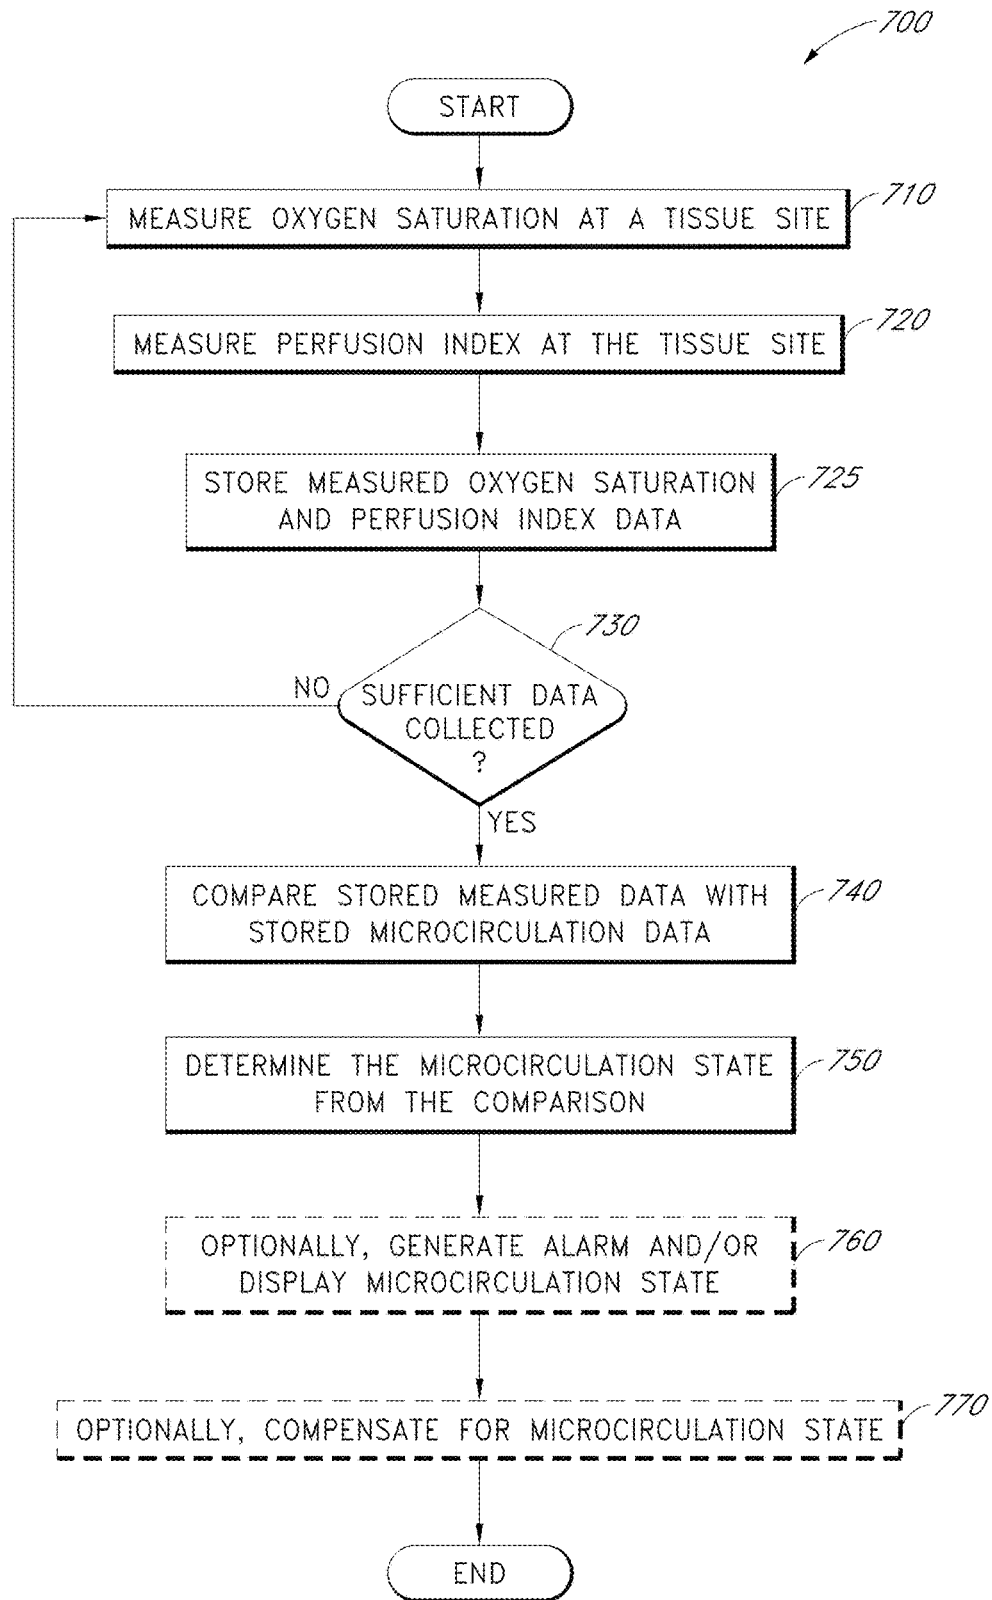 700
START
MEASURE OXYGEN SATURATION AT A TISSUE SITE
710
MEASURE PERFUSION INDEX AT THE TISSUE SITE
720
STORE MEASURED OXYGEN SATURATION
AND PERFUSION INDEX DATA
725
730
NO
SUFFICIENT DATA
COLLECTED
?
YES
COMPARE STORED MEASURED DATA WITH
STORED MICROCIRCULATION DATA
740
DETERMINE THE MICROCIRCULATION STATE
FROM THE COMPARISON
750
OPTIONALLY, GENERATE ALARM AND/OR
DISPLAY MICROCIRCULATION STATE
760
OPTIONALLY, COMPENSATE FOR MICROCIRCULATION STATE
770
END